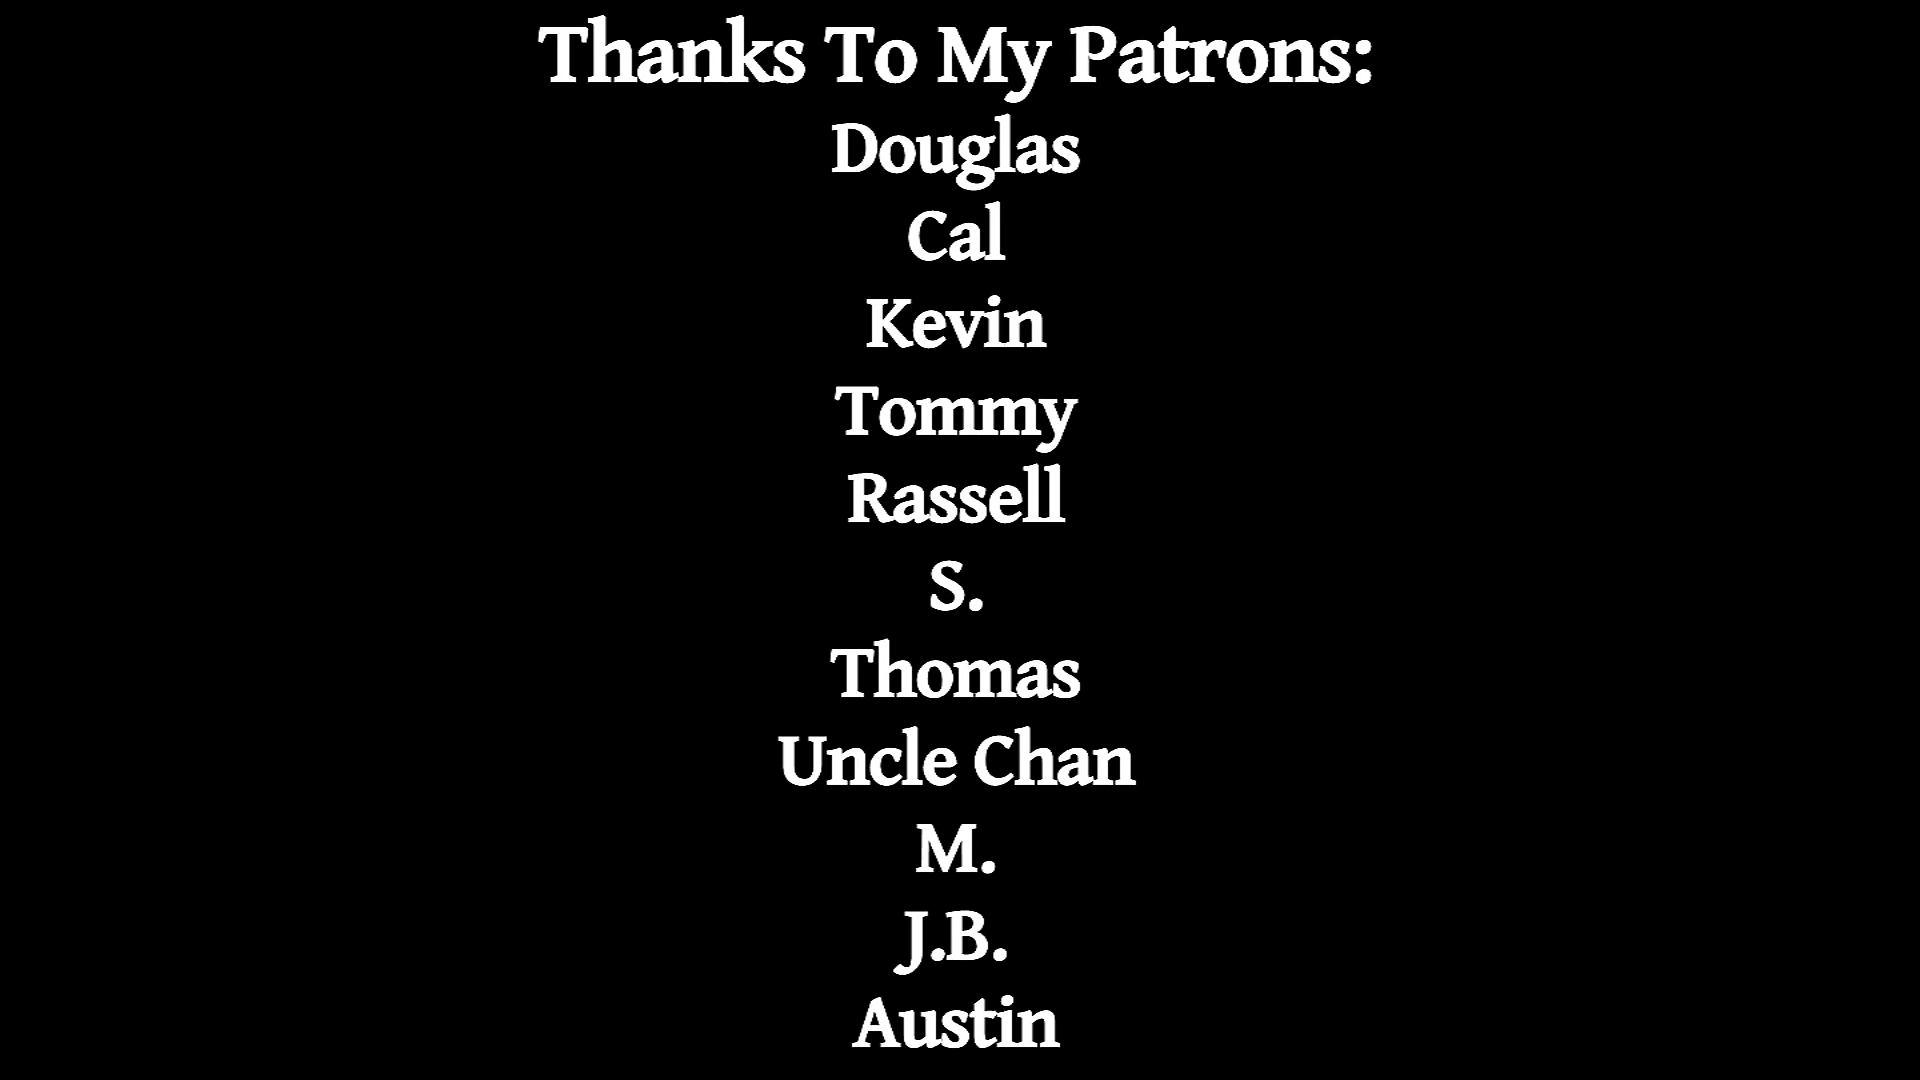 Thanks To My Patrons:
Douglas
Cal
Kevin
Tommy
Rassell
S.
Thomas
Uncle Chan
M.
J.B.
Austin